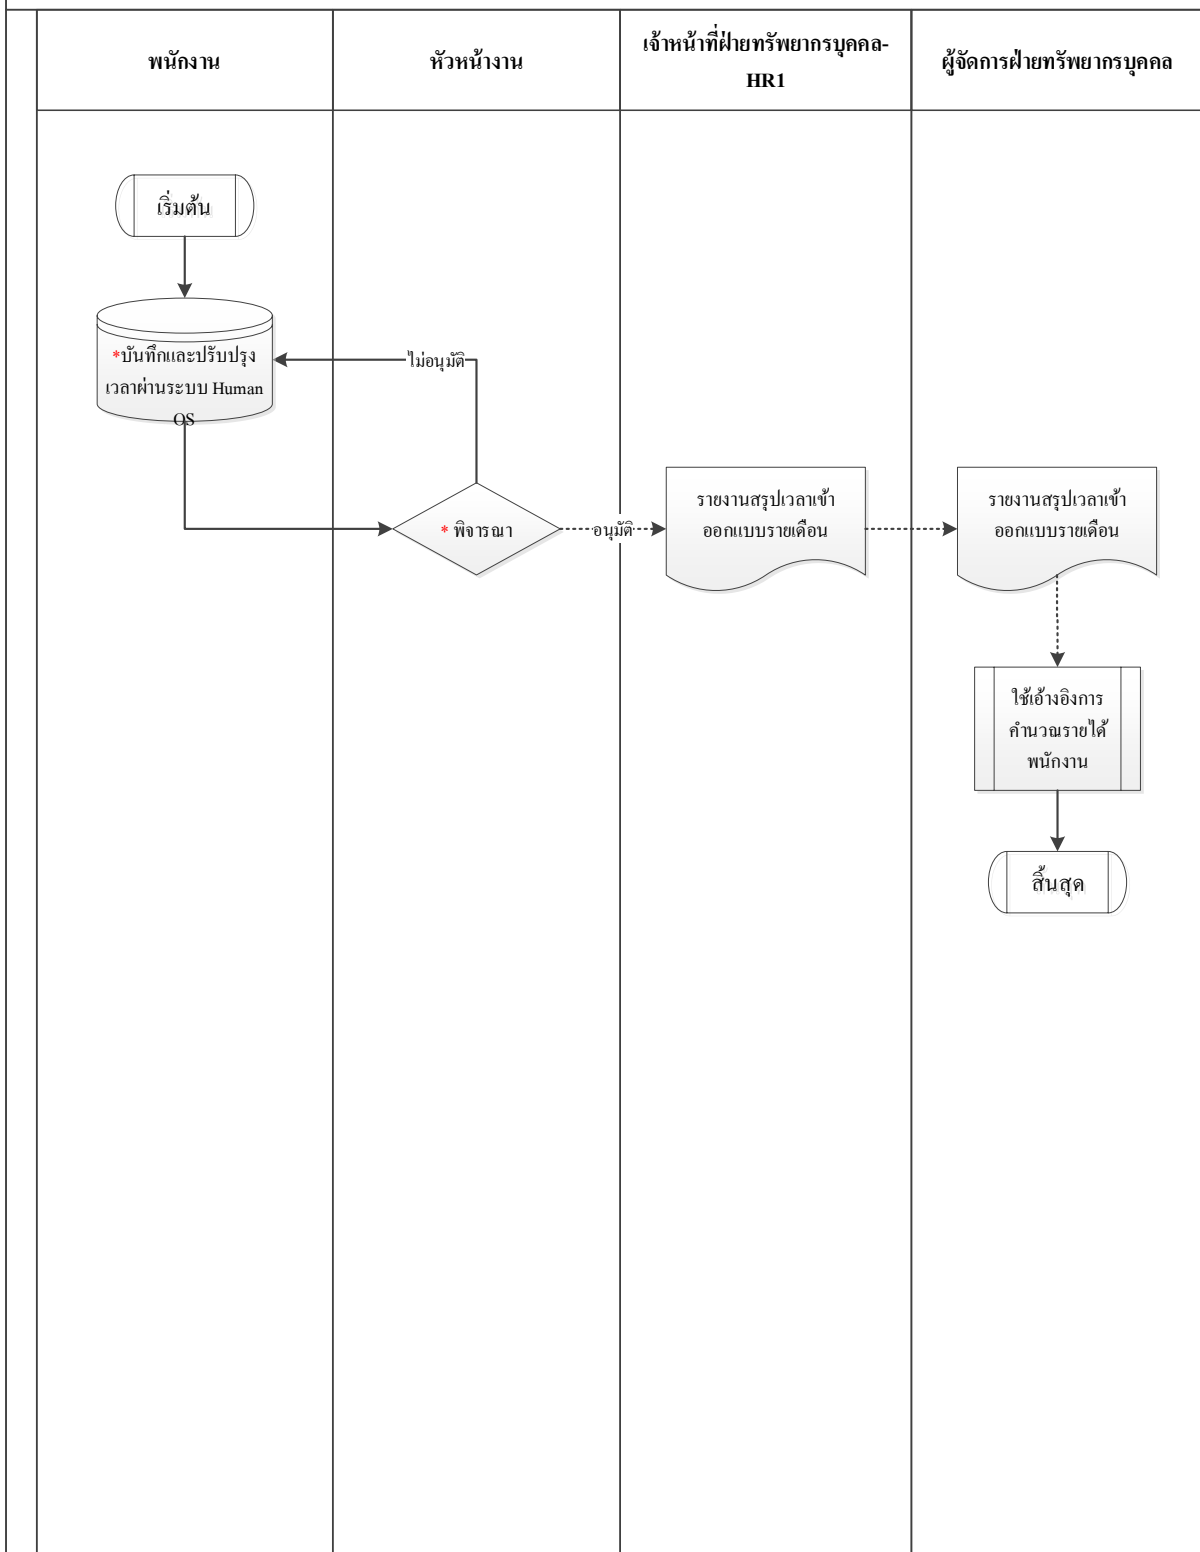 พนักงาน
หัวหน้างาน
เจ้าหน้าที่ฝ่ายทรัพยากรบุคคล-
HR1
ผู้จัดการฝ่ายทรัพยากรบุคคล
เริ่มต้น
*บันทึกและปรับปรุง
เวลาผ่านระบบ Human
OS
ไม่อนุมัติ
* พิจารณา
อนุมัติ
รายงานสรุปเวลาเข้า
ออกแบบรายเดือน
รายงานสรุปเวลาเข้า
ออกแบบรายเดือน
ใช้เอ้างอิงการ
คำนวณรายได้
พนักงาน
สิ้นสุด